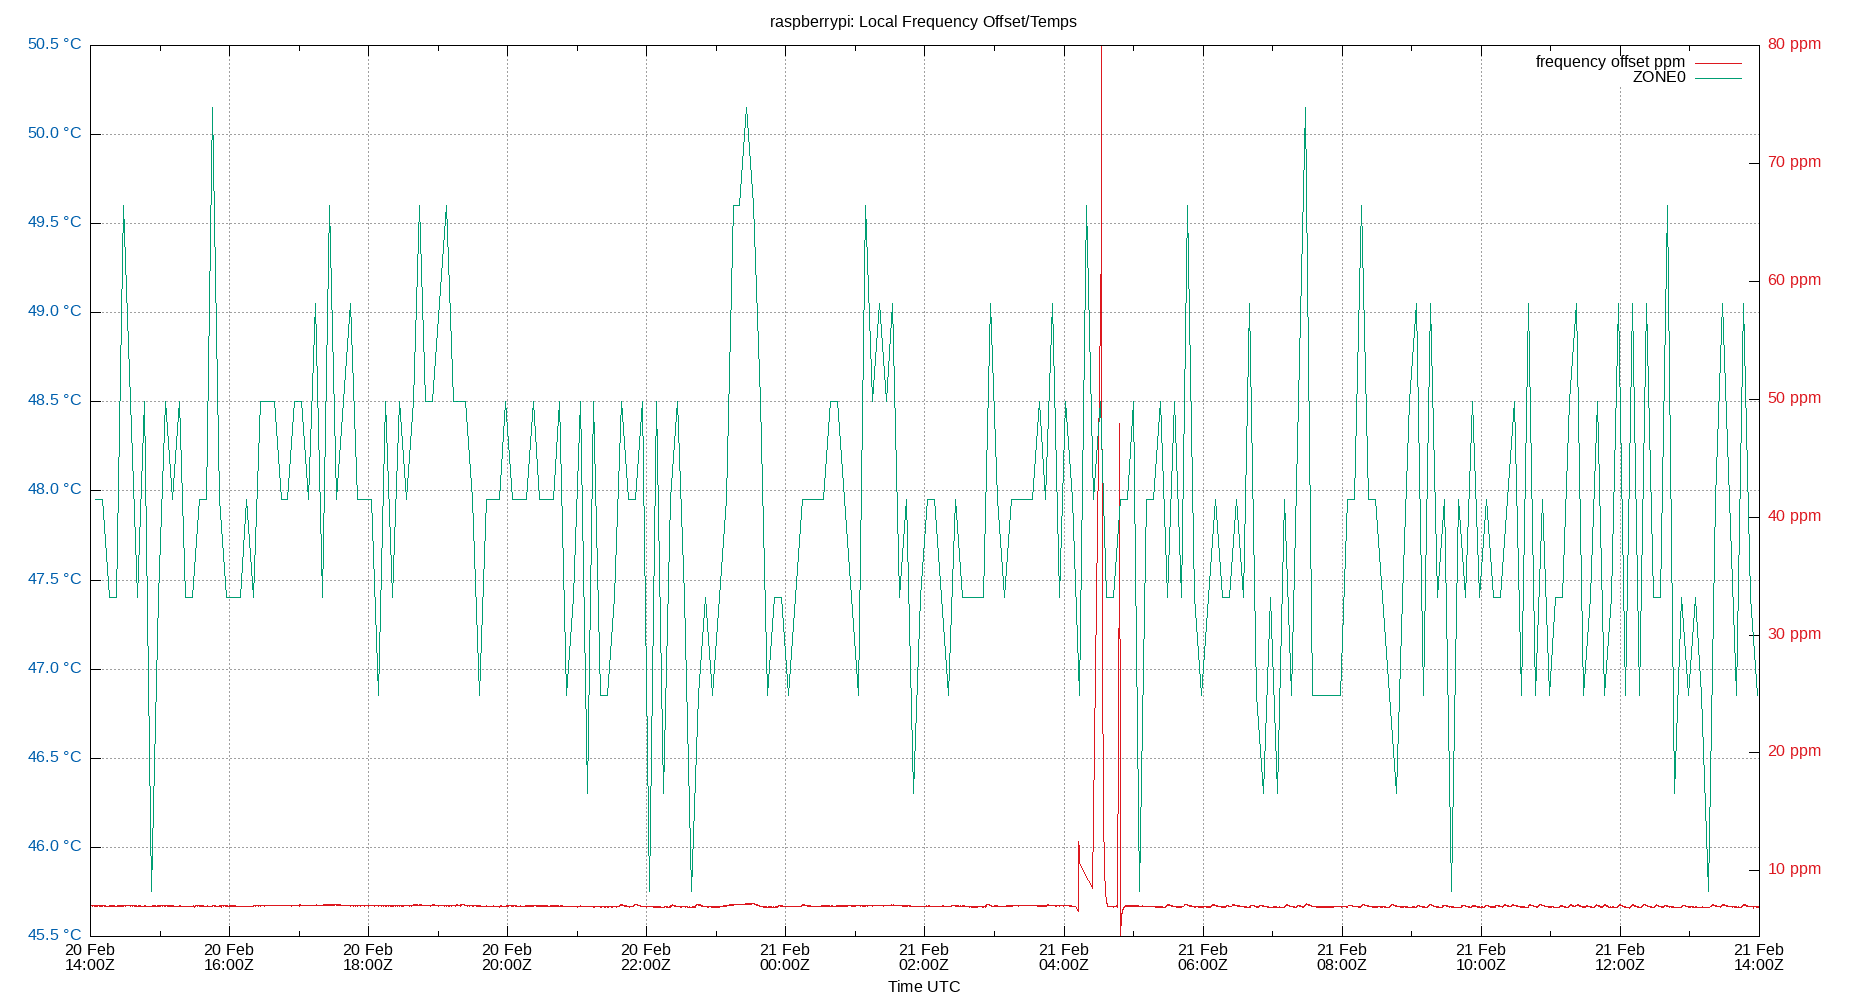 raspberrypi: Local Frequency Offset/Temps
50.5 °C
50.0 °C
49.5 °C
49.0 °C
48.5 °C
48.0 °C
47.5 °C
47.0 °C
46.5 °C
46.0 °C
45.5 °C
frequency offset ppm
ZONE0
80 ppm
70 ppm
60 ppm
50 ppm
40 ppm
30 ppm
20 ppm
10 ppm
20 Feb 20 Feb 20 Feb 20 Feb 20 Feb 21 Feb 21 Feb 21 Feb 21 Feb 21 Feb 21 Feb 21 Feb 21 Feb
14:00Z 16:00Z 18:00Z 20:00Z 22:00Z 00:00Z 02:00Z 04:00Z 06:00Z 08:00Z 10:00Z 12:00Z 14:00Z
Time UTC